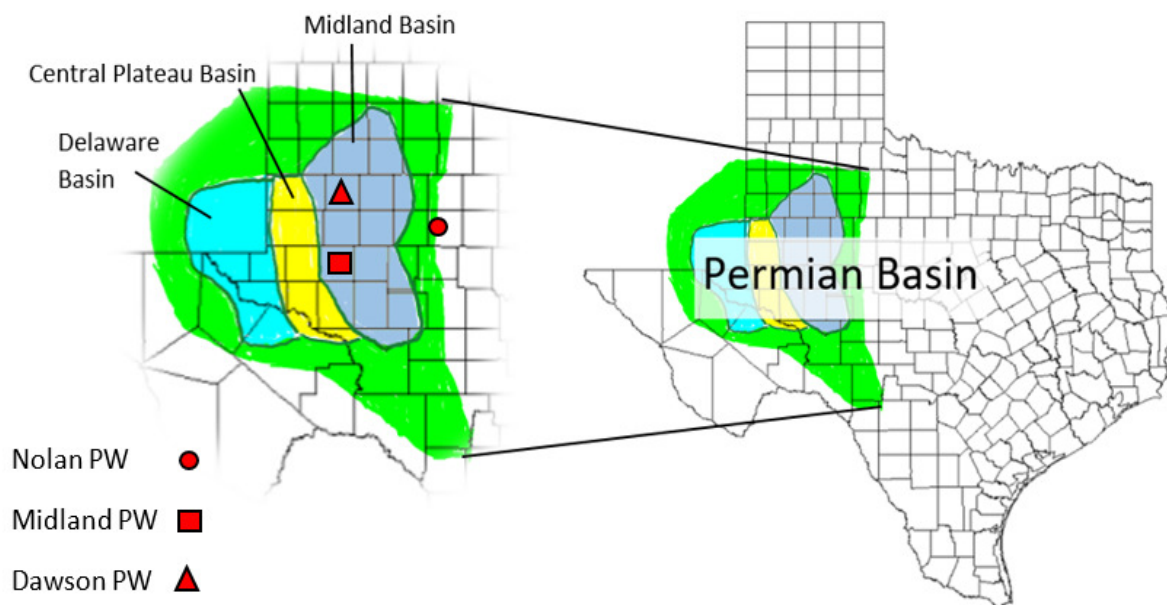 Midland Basin
Central Plateau Basin
Delaware
Basin
Permian Basin
Nolan PW
Midland PW
Dawson PW